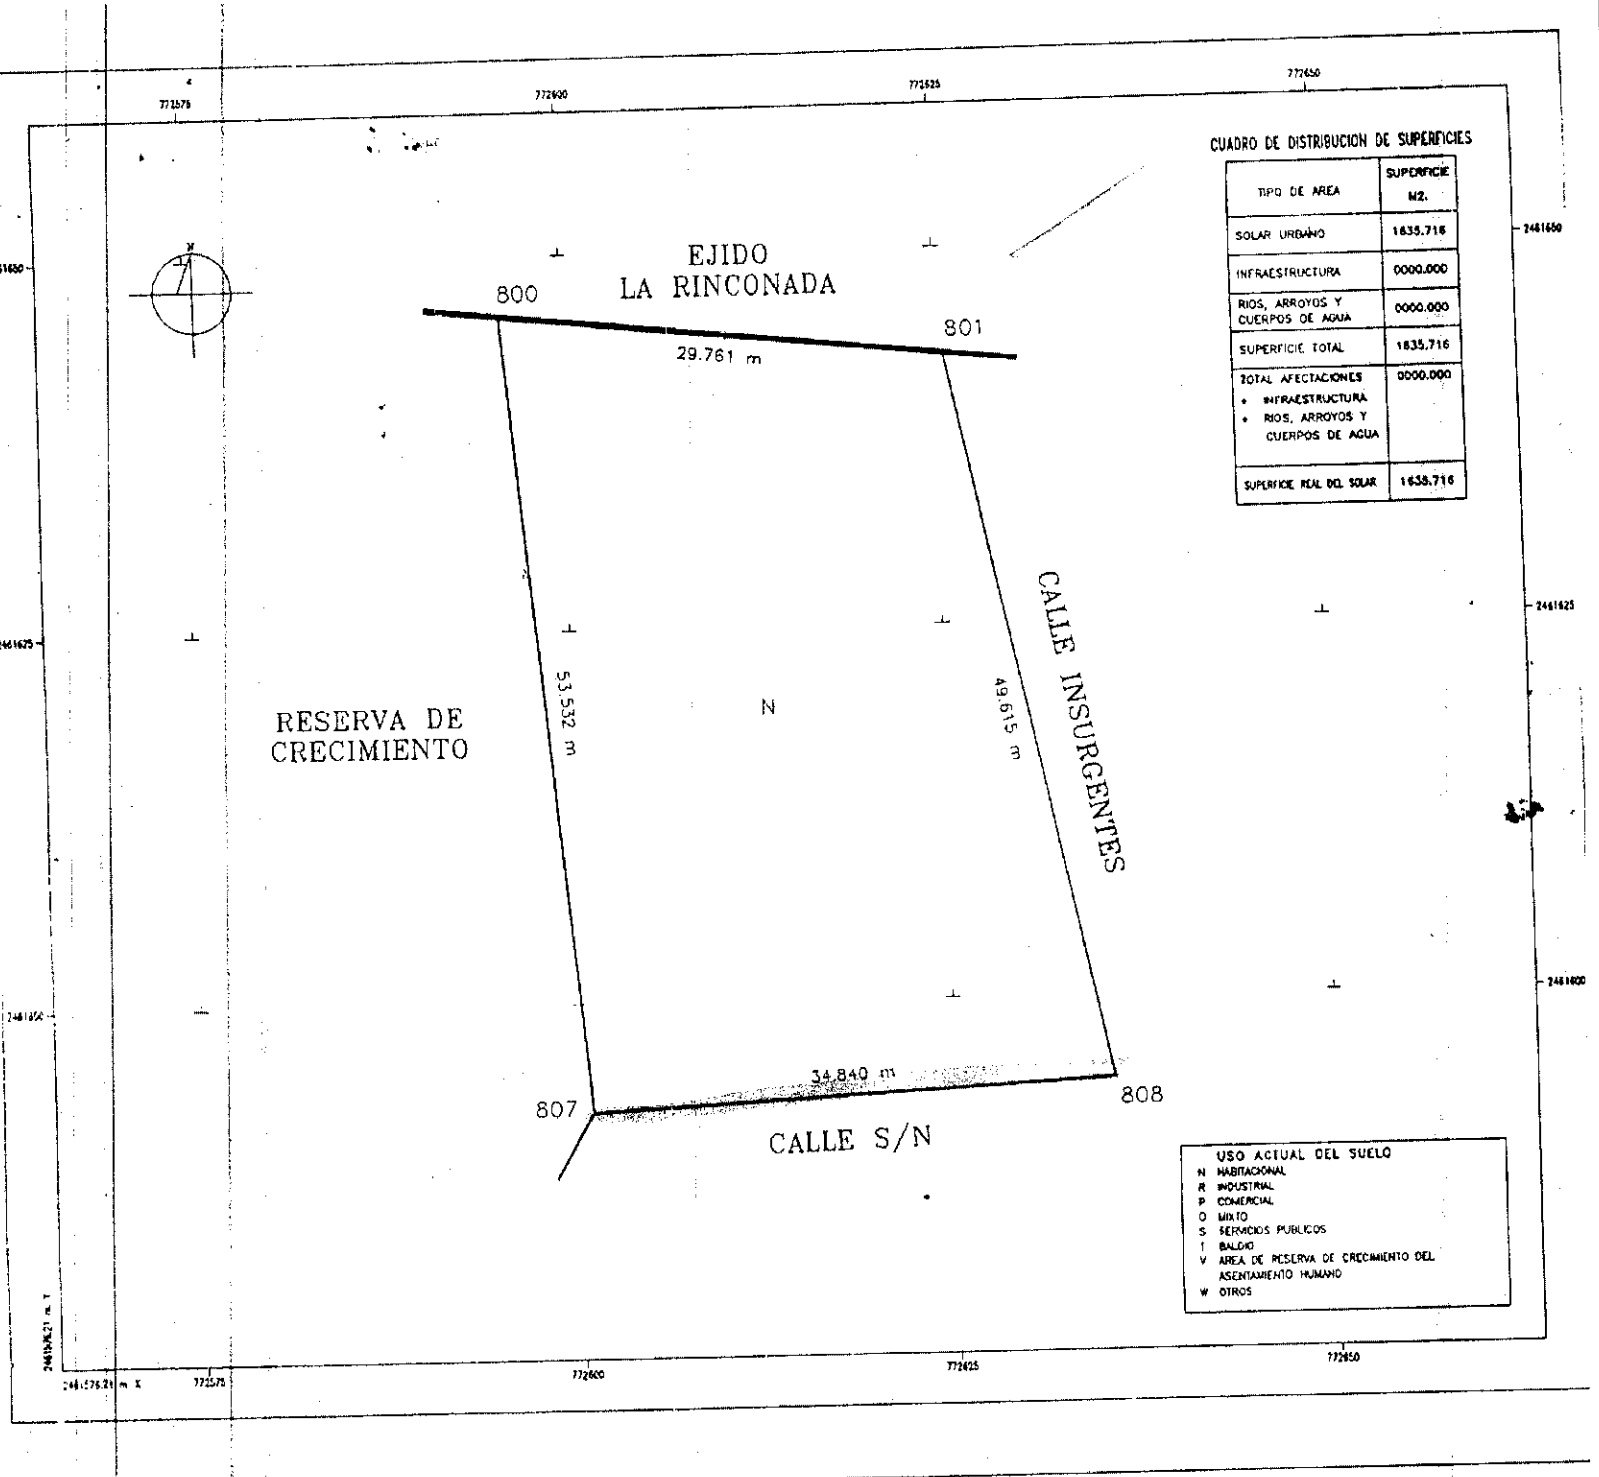 772575
772600
772625
772650
CUADRO DE DISTRIBUCION DE SUPERFICIES
TIPO DE AREA
SUPERFICIE
M2.
SOLAR URBANO
1635.716
INFRAESTRUCTURA
0000.000
RIOS, ARROYOS Y
CUERPOS DE AGUA
0000.000
SUPERFICIE TOTAL
1635.716
TOTAL AFECTACIONES
0000.000
+ INFRAESTRUCTURA
+ RIOS, ARROYOS Y
CUERPOS DE AGUA
SUPERFICIE REAL DEL SOLAR
1635.716
2461650
N
EJIDO
LA RINCONADA
800
801
29.761 m
2461625
2461625
53.532 m
N
49.615 m
CALLE INSURGENTES
RESERVA DE
CRECIMIENTO
2461600
34.840 m
807
808
CALLE S/N
USO ACTUAL DEL SUELO
N HABITACIONAL
R INDUSTRIAL
P COMERCIAL
O MIXTO
S SERVICIOS PUBLICOS
T BALDIO
V AREA DE RESERVA DE CRECIMIENTO DEL
ASENTAMIENTO HUMANO
W OTROS
2461576.21 m X
772575
772600
772625
772650